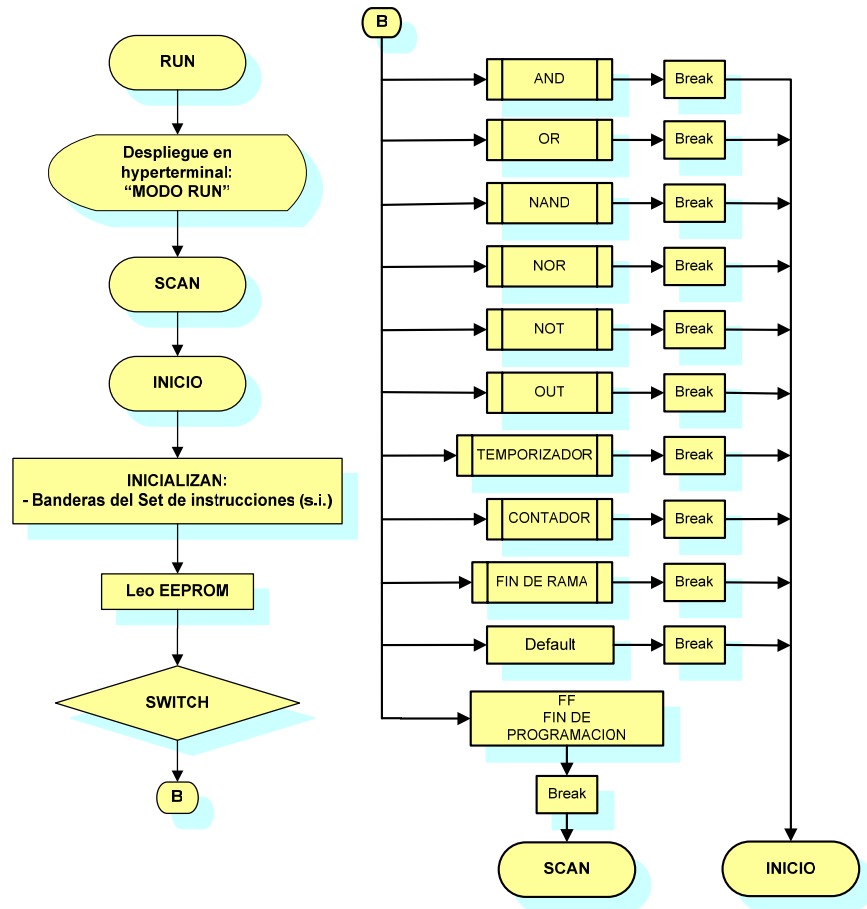 RUN
Despliegue en
hyperterminal:
“MODO RUN”
SCAN
INICIO
INICIALIZAN:
- Banderas del Set de instrucciones (s.i.)
Leo EEPROM
SWITCH
B
B
AND
Break
OR
Break
NAND
Break
NOR
Break
NOT
Break
OUT
Break
TEMPORIZADOR
Break
CONTADOR
Break
FIN DE RAMA
Break
Default
Break
FF
FIN DE
PROGRAMACION
Break
SCAN
INICIO